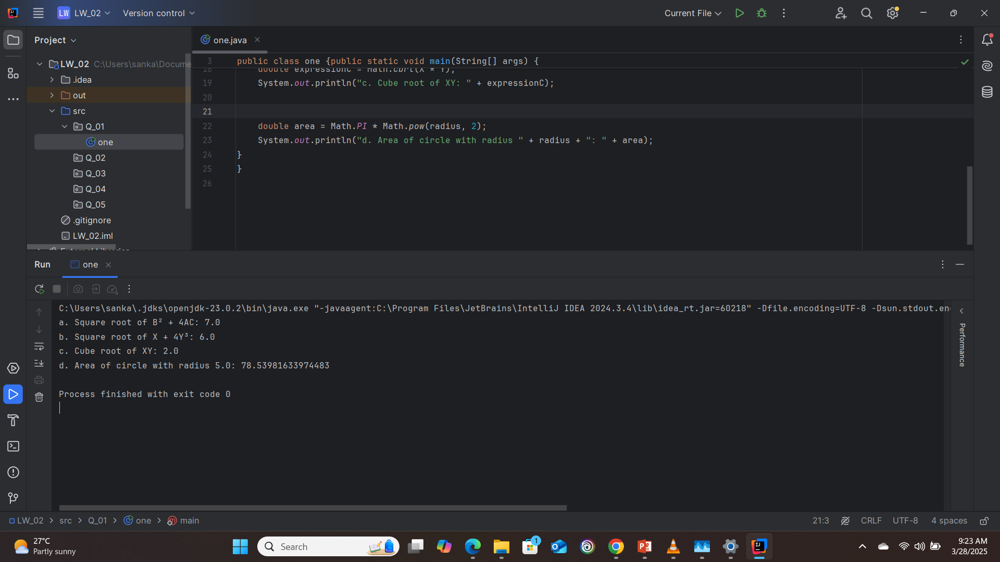 LW LW_02 Version control Current File
Project
one.java
LW_02 C:\Users\sanka\Docume
.idea
out
src
Q_01
one
Q_02
Q_03
Q_04
Q_05
.gitignore
LW_02.iml
External Libraries
3 public class one {public static void main(String[] args) {
18 double expressionC = Math.cbrt(X * Y);
19 System.out.println("c. Cube root of XY: " + expressionC);
20
21
22 double area = Math.PI * Math.pow(radius, 2);
23 System.out.println("d. Area of circle with radius " + radius + ": " + area);
24 }
25 }
26
Run one
C:\Users\sanka\.jdks\openjdk-23.0.2\bin\java.exe "-javaagent:C:\Program Files\JetBrains\IntelliJ IDEA 2024.3.4\lib\idea_rt.jar=60218" -Dfile.encoding=UTF-8 -Dsun.stdout.en
a. Square root of B² + 4AC: 7.0
b. Square root of X + 4Y³: 6.0
c. Cube root of XY: 2.0
d. Area of circle with radius 5.0: 78.53981633974483
Process finished with exit code 0
Performance
LW_02 > src > Q_01 > one > main
21:3 CRLF UTF-8 4 spaces
27°C
Partly sunny
Search
1
9:23 AM
3/28/2025